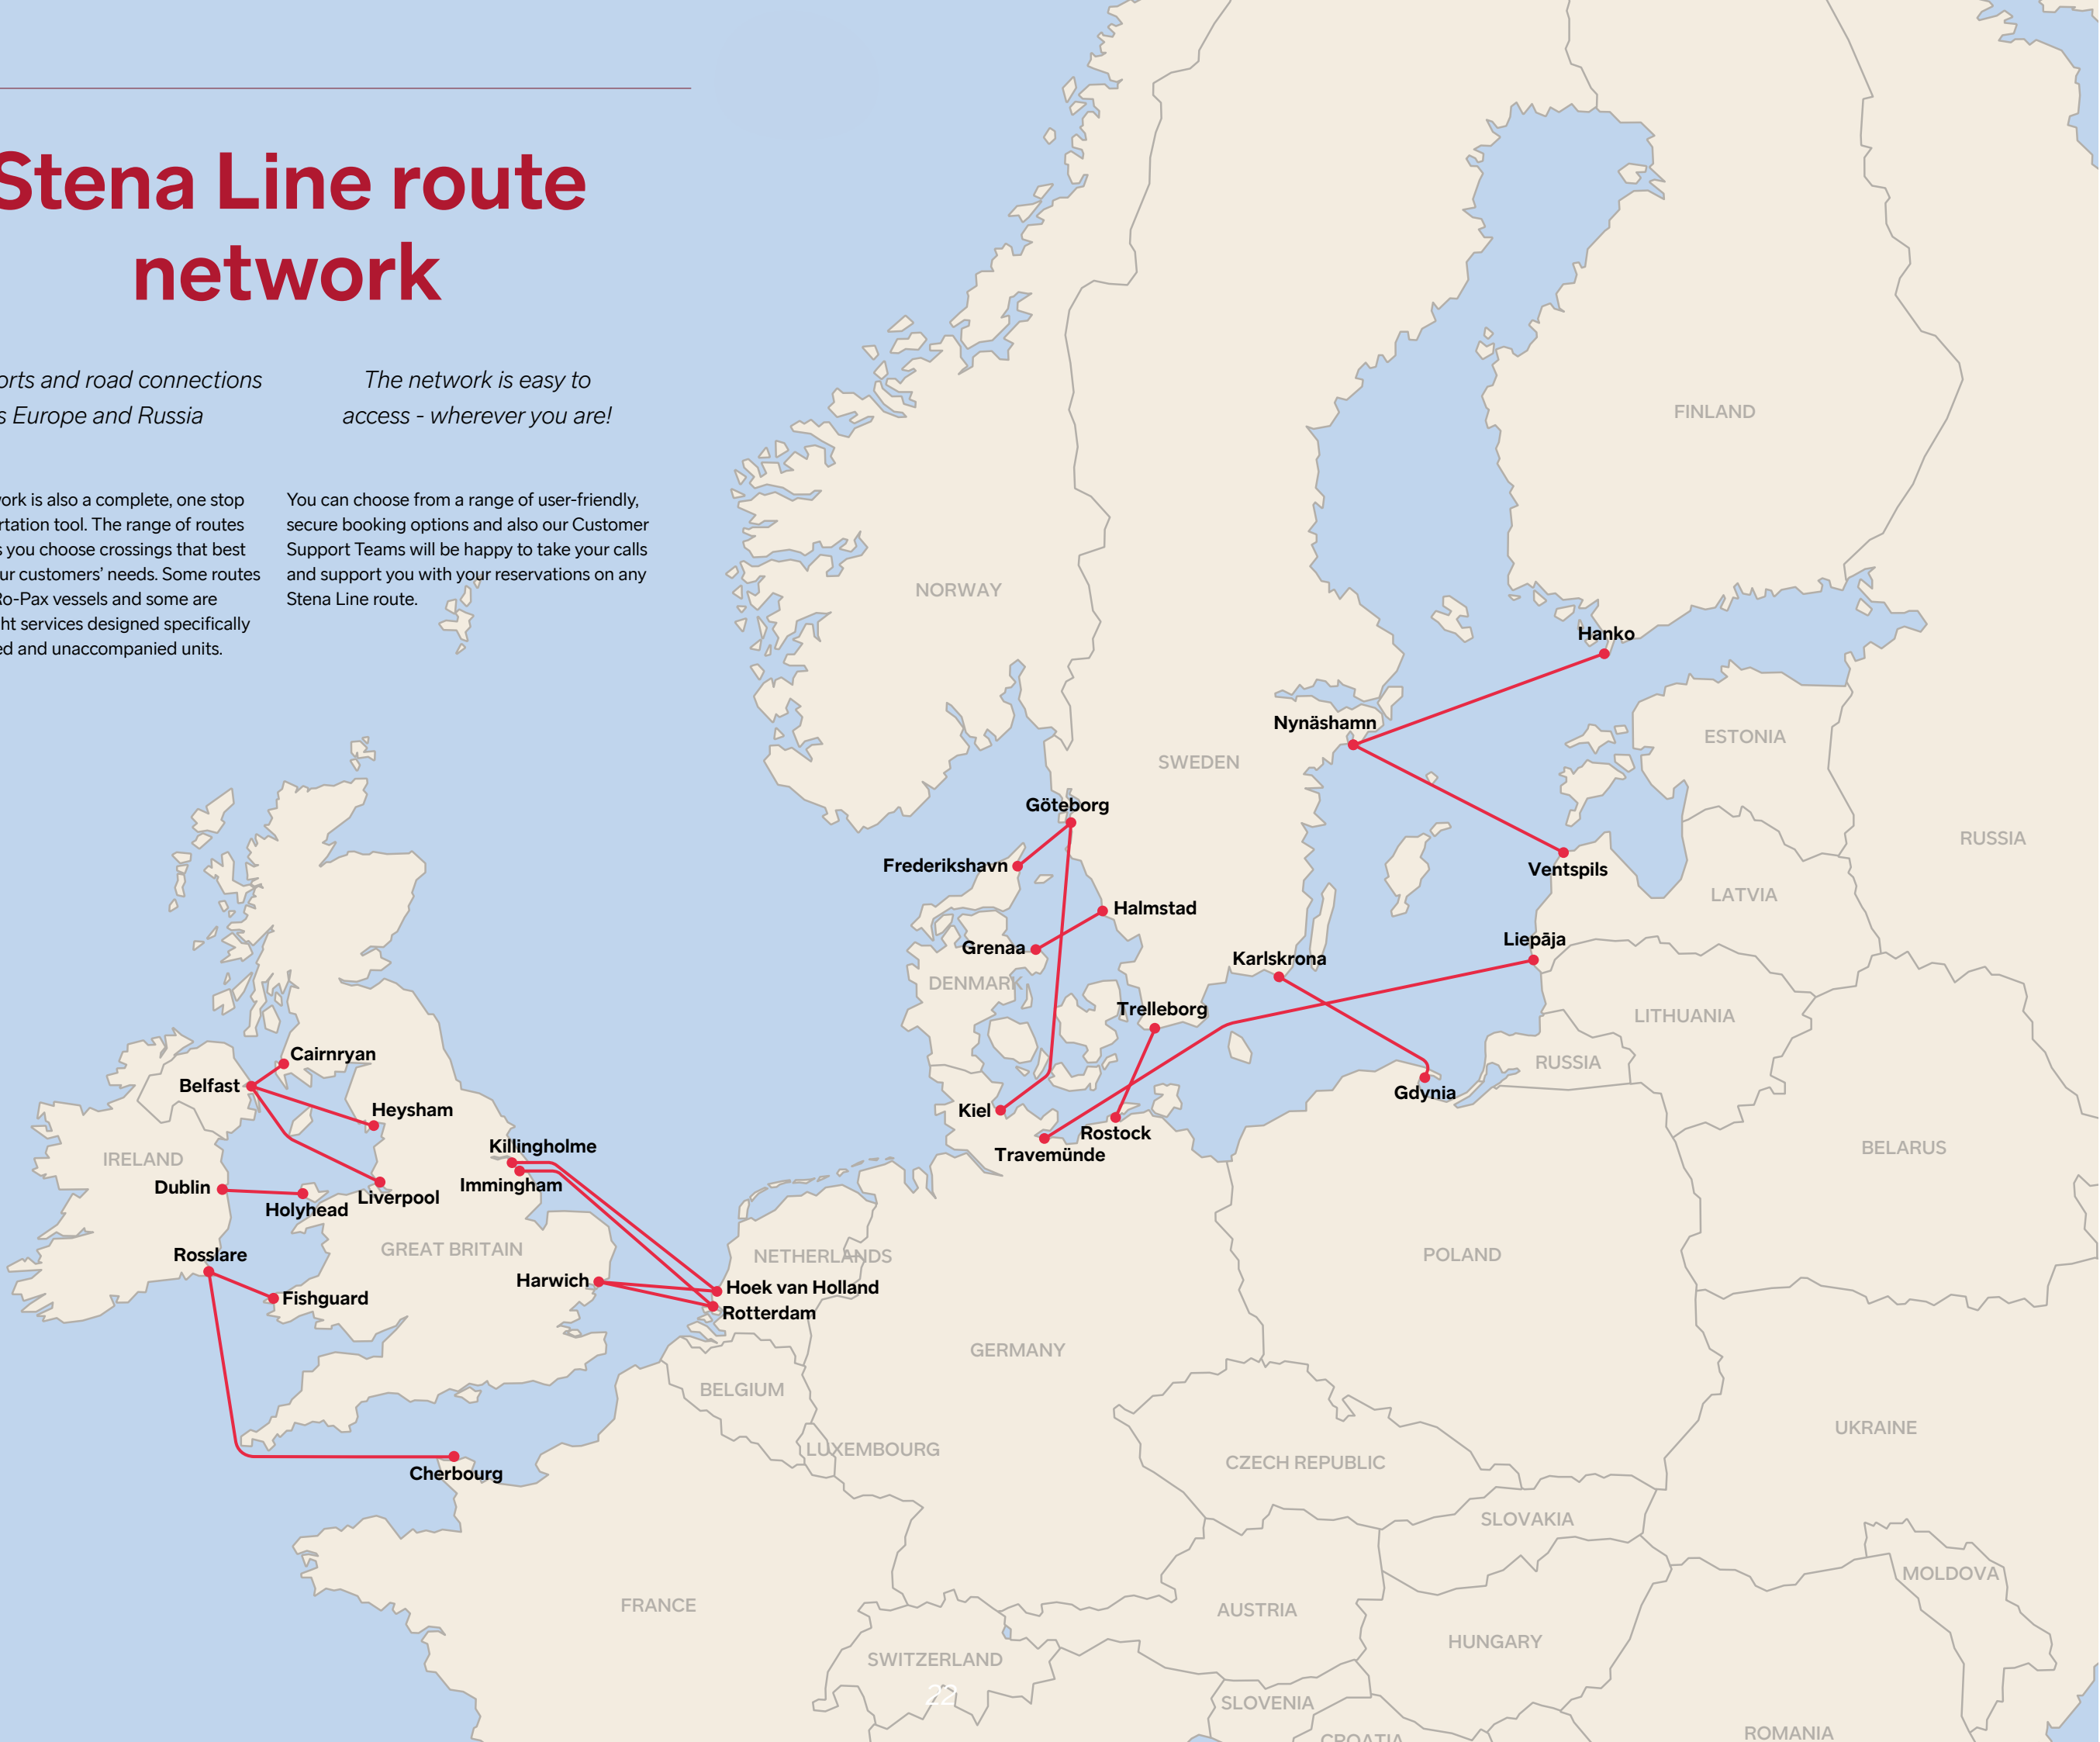 Stena Line route
network
orts and road connections
s Europe and Russia
The network is easy to
access - wherever you are!
ork is also a complete, one stop
rtation tool. The range of routes
s you choose crossings that best
ur customers’ needs. Some routes
Ro-Pax vessels and some are
ht services designed specifically
ed and unaccompanied units.
You can choose from a range of user-friendly,
secure booking options and also our Customer
Support Teams will be happy to take your calls
and support you with your reservations on any
Stena Line route.
FINLAND
NORWAY
Hanko
Nynäshamn
ESTONIA
SWEDEN
Göteborg
RUSSIA
Frederikshavn
Ventspils
LATVIA
Halmstad
Grenaa
Liepāja
Karlskrona
DENMARK
Trelleborg
LITHUANIA
Cairnryan
RUSSIA
Belfast
Gdynia
Heysham
Kiel
Rostock
Killingholme
BELARUS
Travemünde
IRELAND
Immingham
Dublin
Liverpool
Holyhead
GREAT BRITAIN
Rosslare
NETHERLANDS
POLAND
Harwich
Hoek van Holland
Fishguard
Rotterdam
GERMANY
BELGIUM
UKRAINE
LUXEMBOURG
CZECH REPUBLIC
Cherbourg
SLOVAKIA
MOLDOVA
FRANCE
AUSTRIA
HUNGARY
SWITZERLAND
22
SLOVENIA
ROMANIA
CROATIA